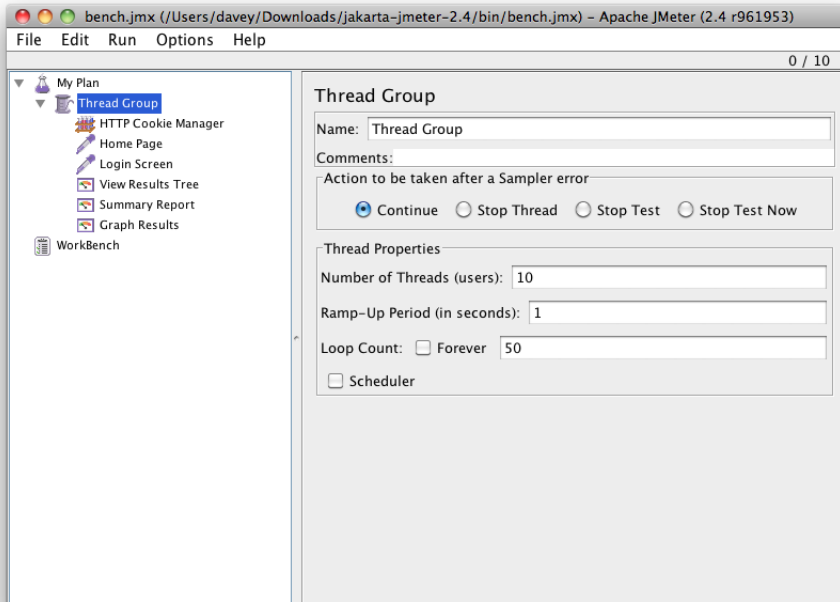 bench.jmx (/Users/davey/Downloads/jakarta-jmeter-2.4/bin/bench.jmx) – Apache JMeter (2.4 r961953)
File Edit Run Options Help
0 / 10
My Plan
Thread Group
HTTP Cookie Manager
Home Page
Login Screen
View Results Tree
Summary Report
Graph Results
WorkBench
Thread Group
Name: Thread Group
Comments:
Action to be taken after a Sampler error
Continue Stop Thread Stop Test Stop Test Now
Thread Properties
Number of Threads (users): 10
Ramp-Up Period (in seconds): 1
Loop Count: Forever 50
Scheduler